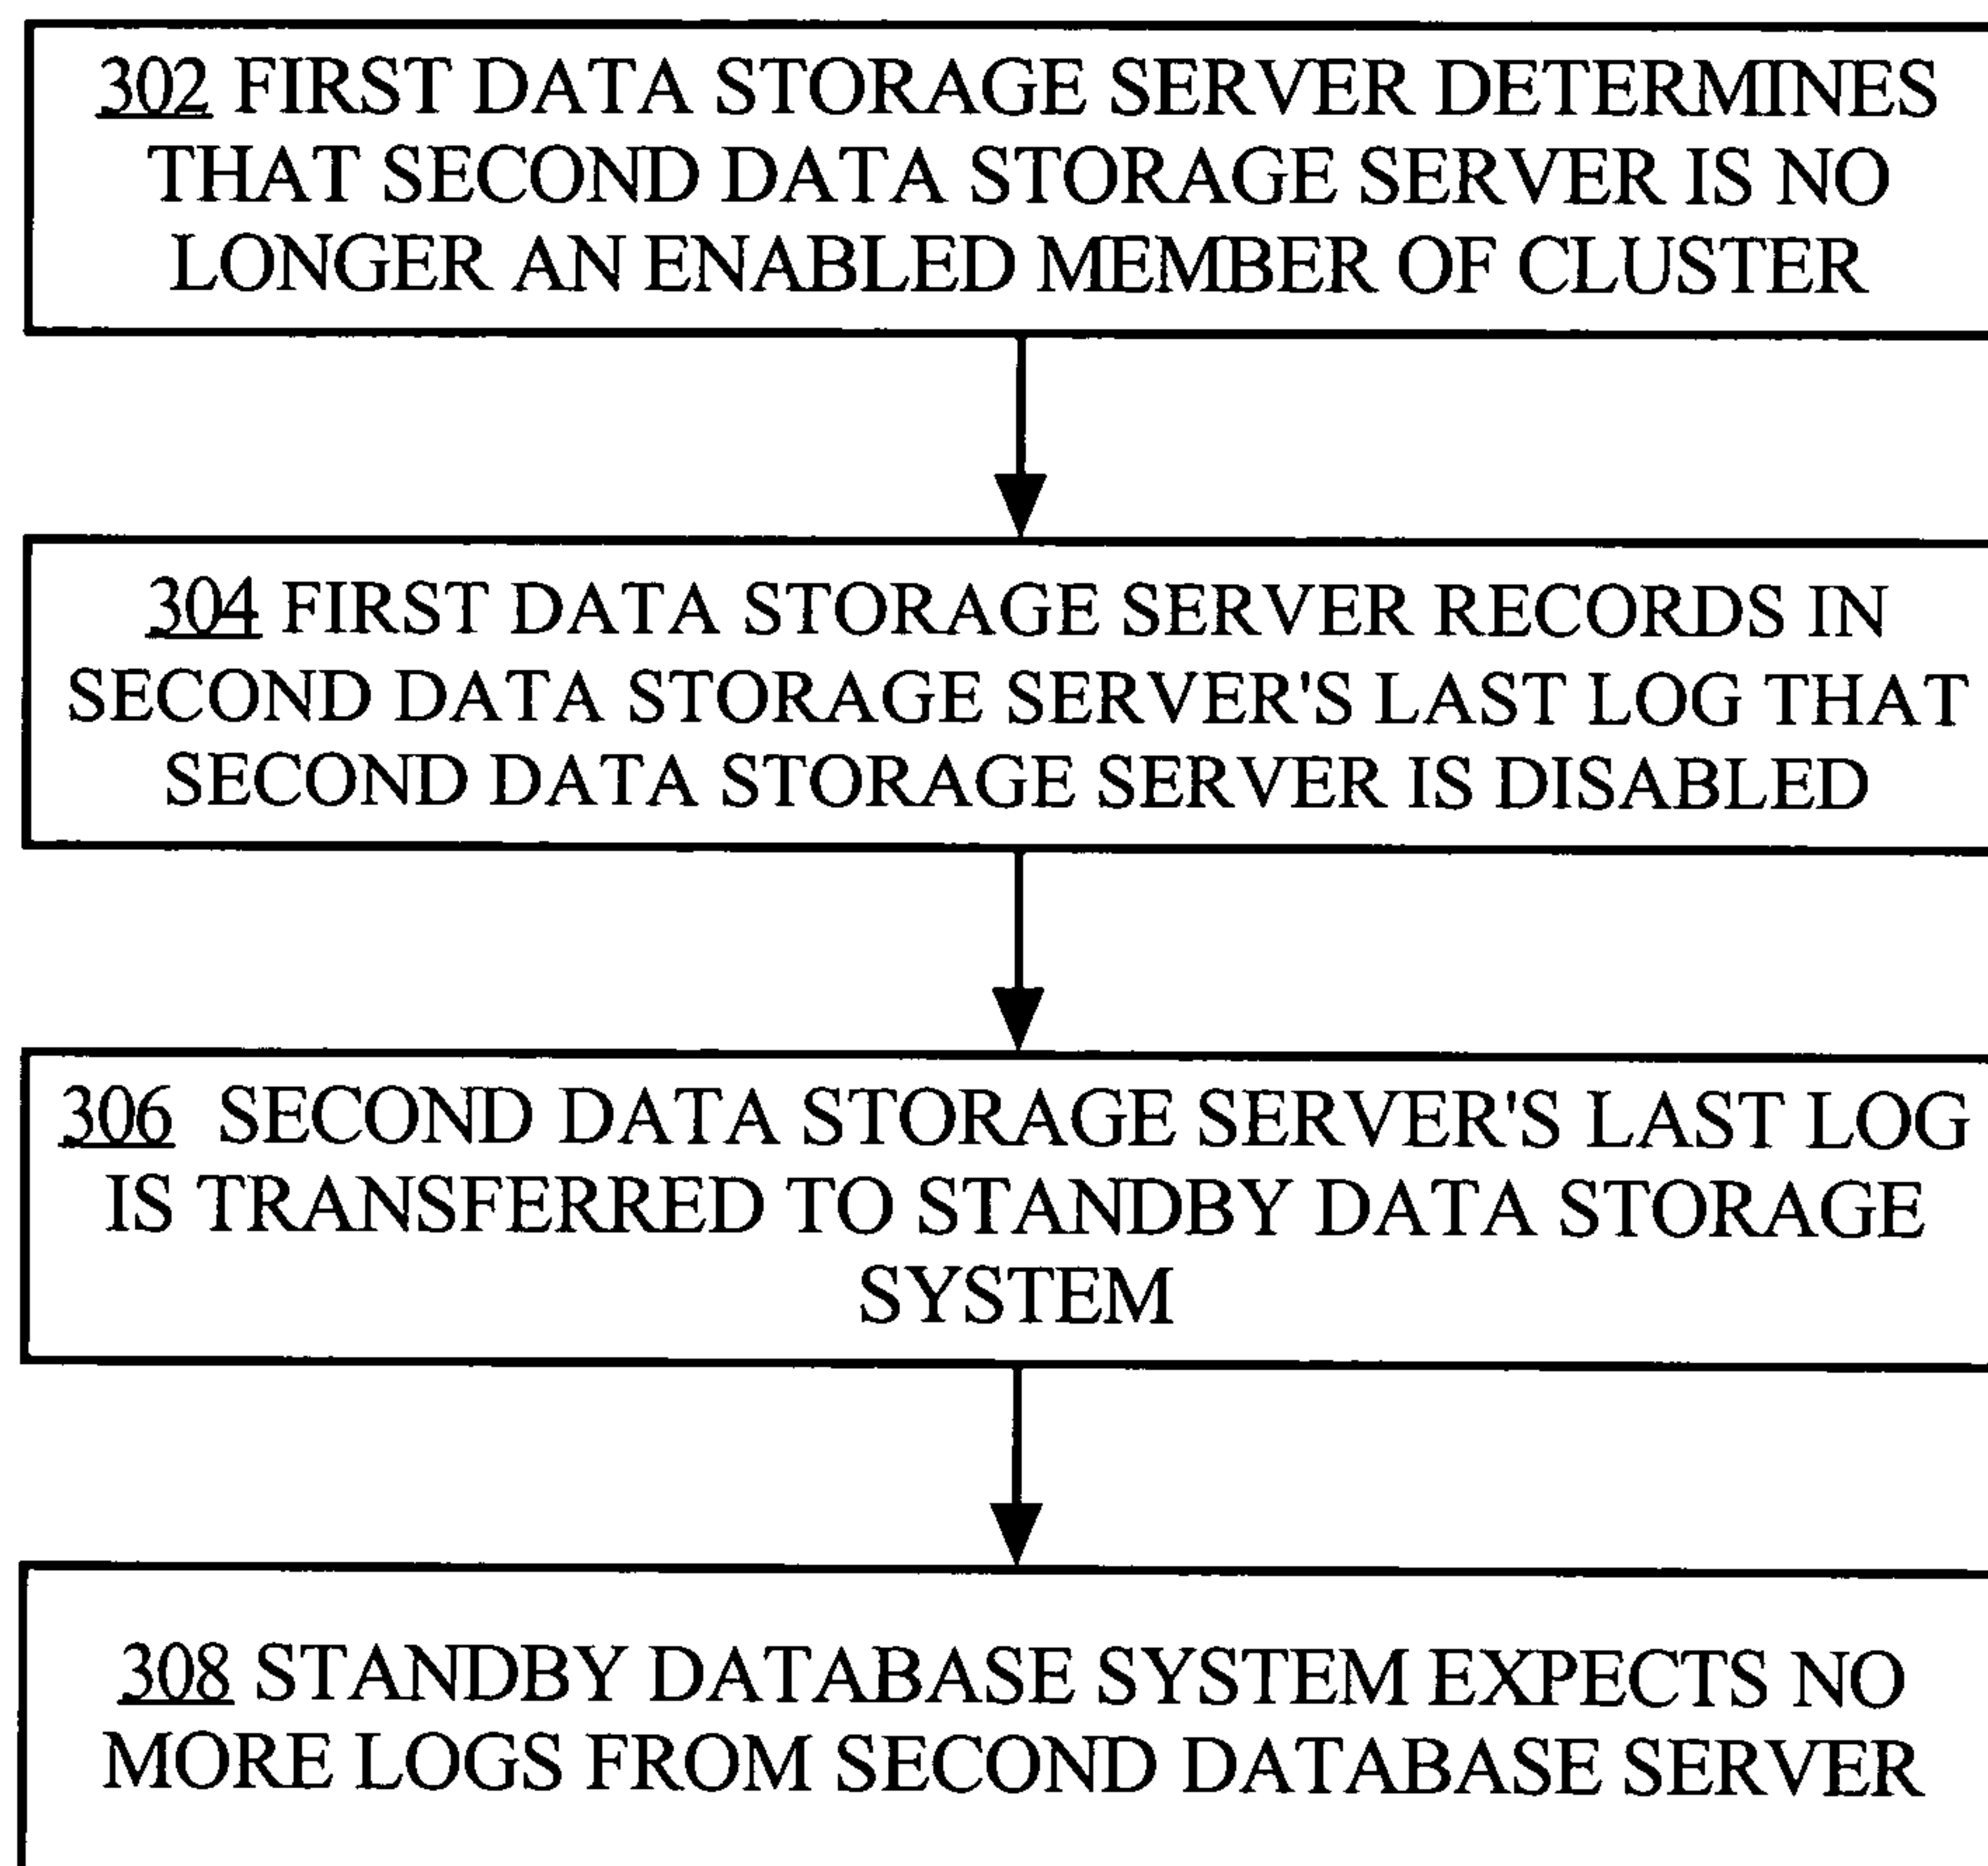 302 FIRST DATA STORAGE SERVER DETERMINES
THAT SECOND DATA STORAGE SERVER IS NO
LONGER AN ENABLED MEMBER OF CLUSTER
304 FIRST DATA STORAGE SERVER RECORDS IN
SECOND DATA STORAGE SERVER'S LAST LOG THAT
SECOND DATA STORAGE SERVER IS DISABLED
306 SECOND DATA STORAGE SERVER'S LAST LOG
IS TRANSFERRED TO STANDBY DATA STORAGE
SYSTEM
308 STANDBY DATABASE SYSTEM EXPECTS NO
MORE LOGS FROM SECOND DATABASE SERVER